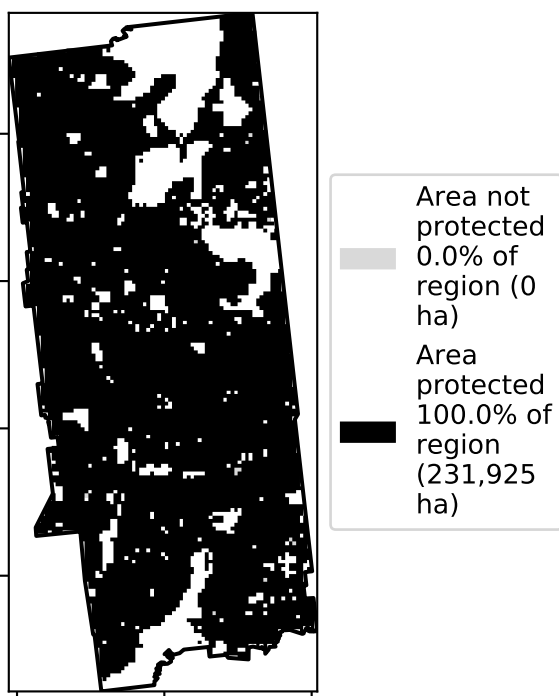 Area not
protected
0.0% of
region (0
ha)
Area
protected
100.0% of
region
(231,925
ha)